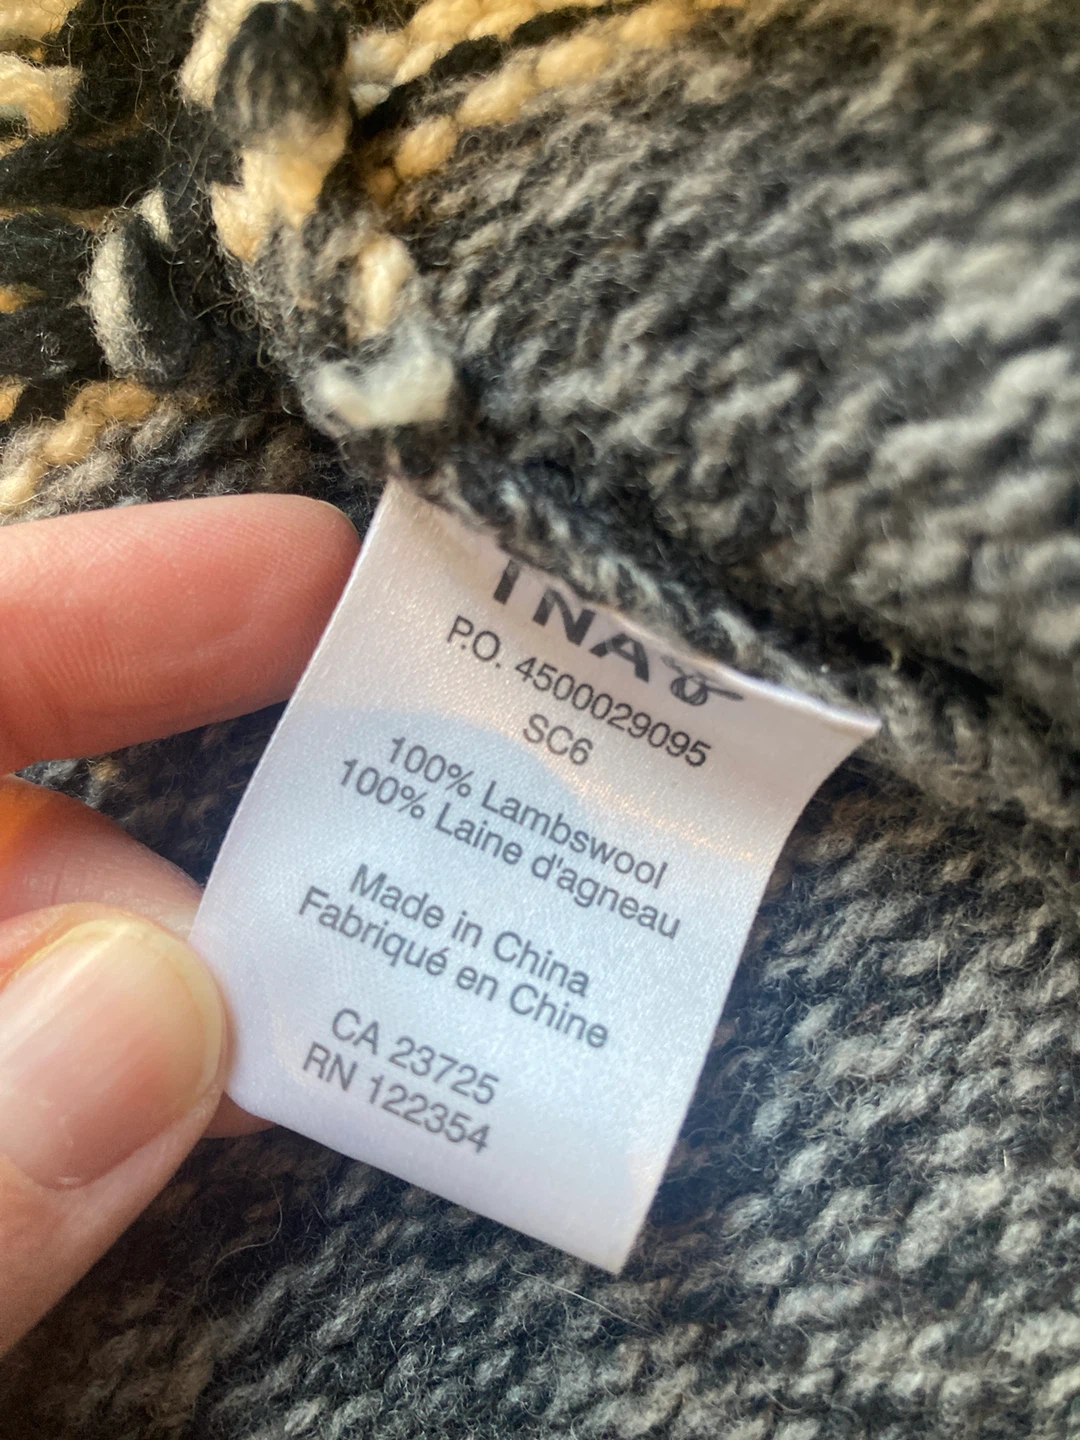 TNA
P.O. 4500029095
SC6
100% Lambswool
100% Laine d'agneau
Made in China
Fabriqué en Chine
CA 23725
RN 122354